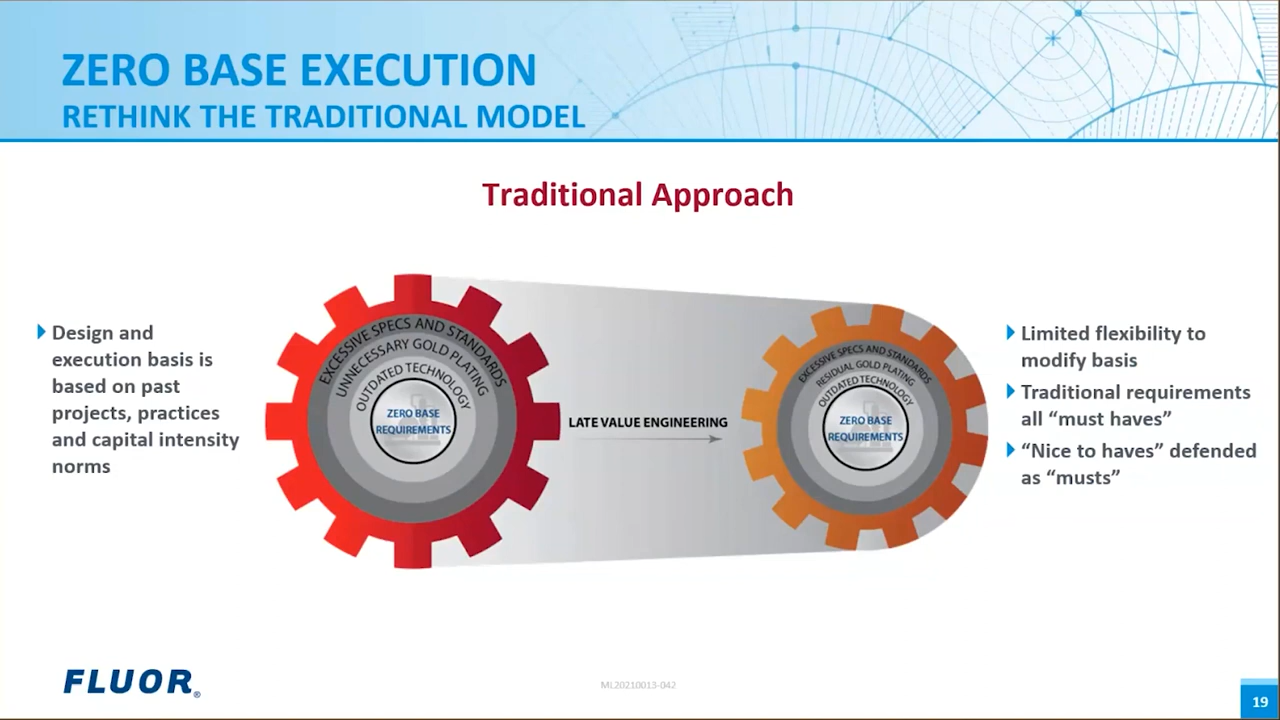 ZERO BASE EXECUTION
RETHINK THE TRADITIONAL MODEL
Traditional Approach
Design and
execution basis is
based on past
projects, practices
and capital intensity
norms
EXCESSIVE SPECS AND STANDARDS
UNNECESSARY GOLD PLATING
OUTDATED TECHNOLOGY
ZERO BASE
REQUIREMENTS
LATE VALUE ENGINEERING
EXCESSIVE SPECS AND STANDARDS
RESIDUAL GOLD PLATING
OUTDATED TECHNOLOGY
ZERO BASE
REQUIREMENTS
Limited flexibility to
modify basis
Traditional requirements
all “must haves”
“Nice to haves” defended
as “musts”
FLUOR®
ML20210013-042
19